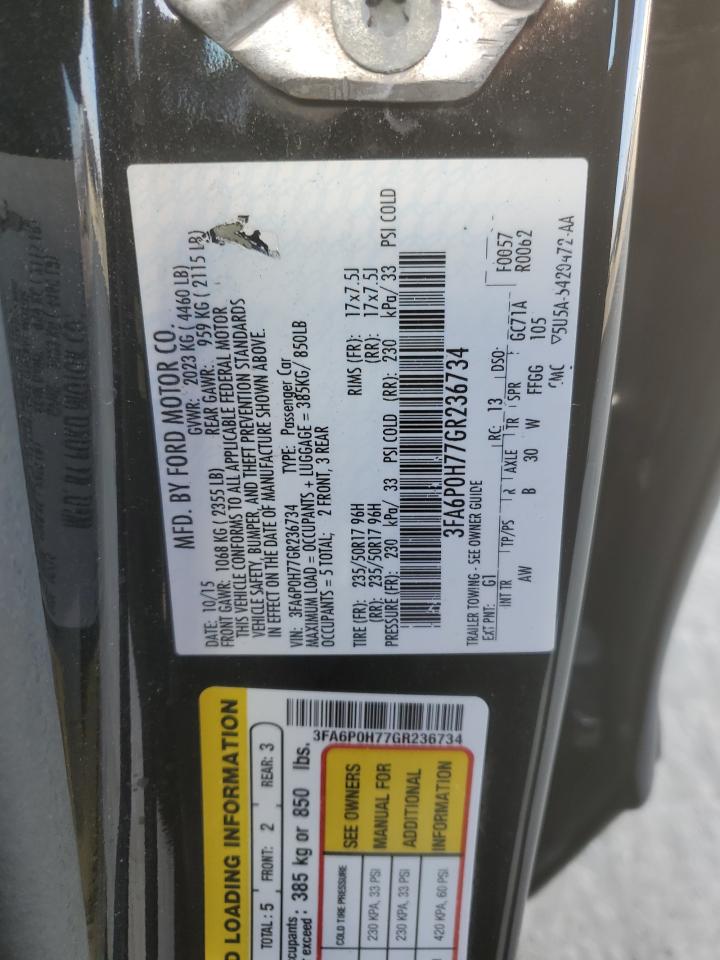 MFD. BY FORD MOTOR CO.
DATE: 10/15 GVWR: 2023 KG ( 4460 LB)
FRONT GAWR: 1068 KG ( 2355 LB) REAR GAWR: 959 KG ( 2115 LB)
THIS VEHICLE CONFORMS TO ALL APPLICABLE FEDERAL MOTOR
VEHICLE SAFETY, BUMPER, AND THEFT PREVENTION STANDARDS
IN EFFECT ON THE DATE OF MANUFACTURE SHOWN ABOVE.
VIN: 3FA6P0H77GR236734 TYPE: Passenger Car
MAXIMUM LOAD = OCCUPANTS + LUGGAGE = 385KG/ 850LB
OCCUPANTS = 5 TOTAL; 2 FRONT, 3 REAR
TIRE (FR): 235/50R17 96H RIMS (FR): 17x7.5J
(RR): 235/50R17 96H (RR): 17x7.5J
PRESSURE (FR): 230 kPa/ 33 PSI COLD (RR): 230 kPa/ 33 PSI COLD
3FA6P0H77GR236734
TRAILER TOWING - SEE OWNER GUIDE F0057
EXT PNT: G1 RC: 13 DSO: R0062
INT TR TP/PS R AXLE TR SPR GC71A
AW B 30 W FFGG 105
5U5A-5420472-AA
LOADING INFORMATION
TOTAL: 5 FRONT: 2 REAR: 3
385 kg or 850 lbs.
3FA6P0H77GR236734
COLD TIRE PRESSURE SEE OWNERS
230 KPA, 33 PSI MANUAL FOR
230 KPA, 33 PSI ADDITIONAL
420 KPA, 60 PSI INFORMATION